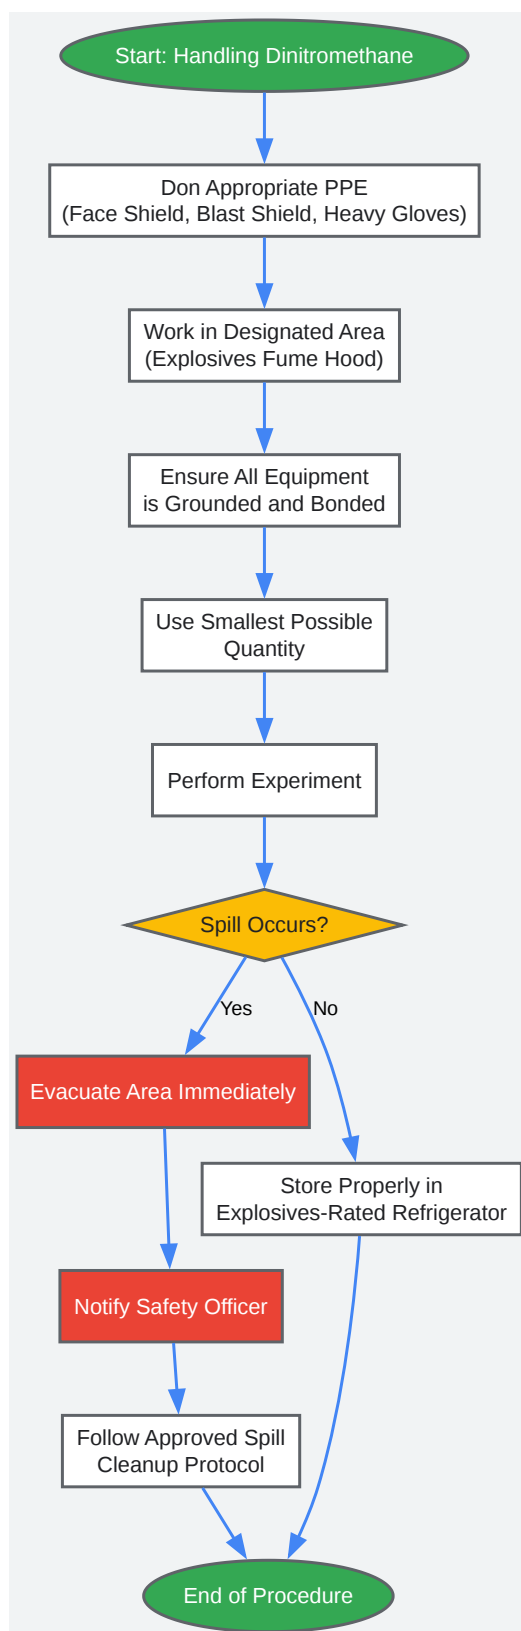 Start: Handling Dinitromethane
Don Appropriate PPE
(Face Shield, Blast Shield, Heavy Gloves)
Work in Designated Area
(Explosives Fume Hood)
Ensure All Equipment
is Grounded and Bonded
Use Smallest Possible
Quantity
Perform Experiment
Spill Occurs?
Yes
No
Evacuate Area Immediately
Store Properly in
Explosives-Rated Refrigerator
Notify Safety Officer
Follow Approved Spill
Cleanup Protocol
End of Procedure